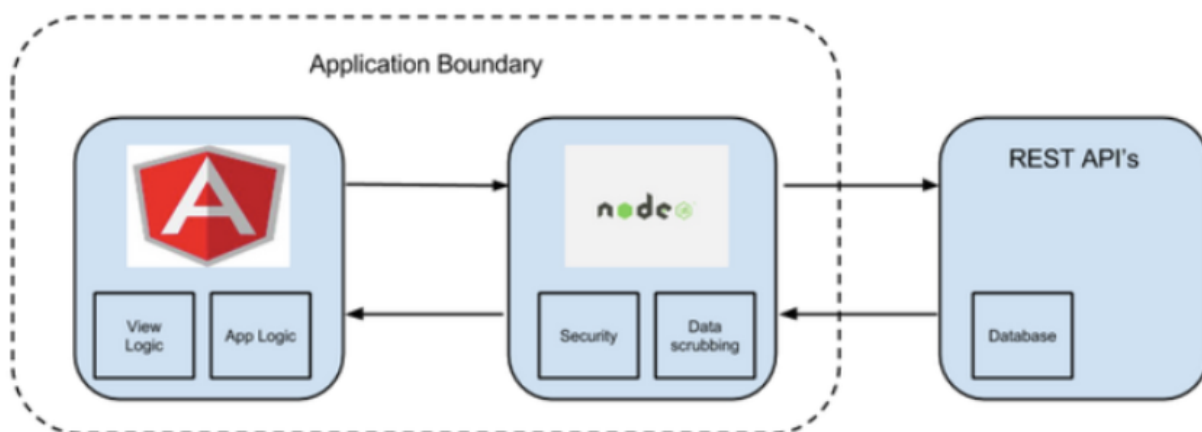 Application Boundary
REST API's
node
View
Logic
App Logic
Security
Data
scrubbing
Database